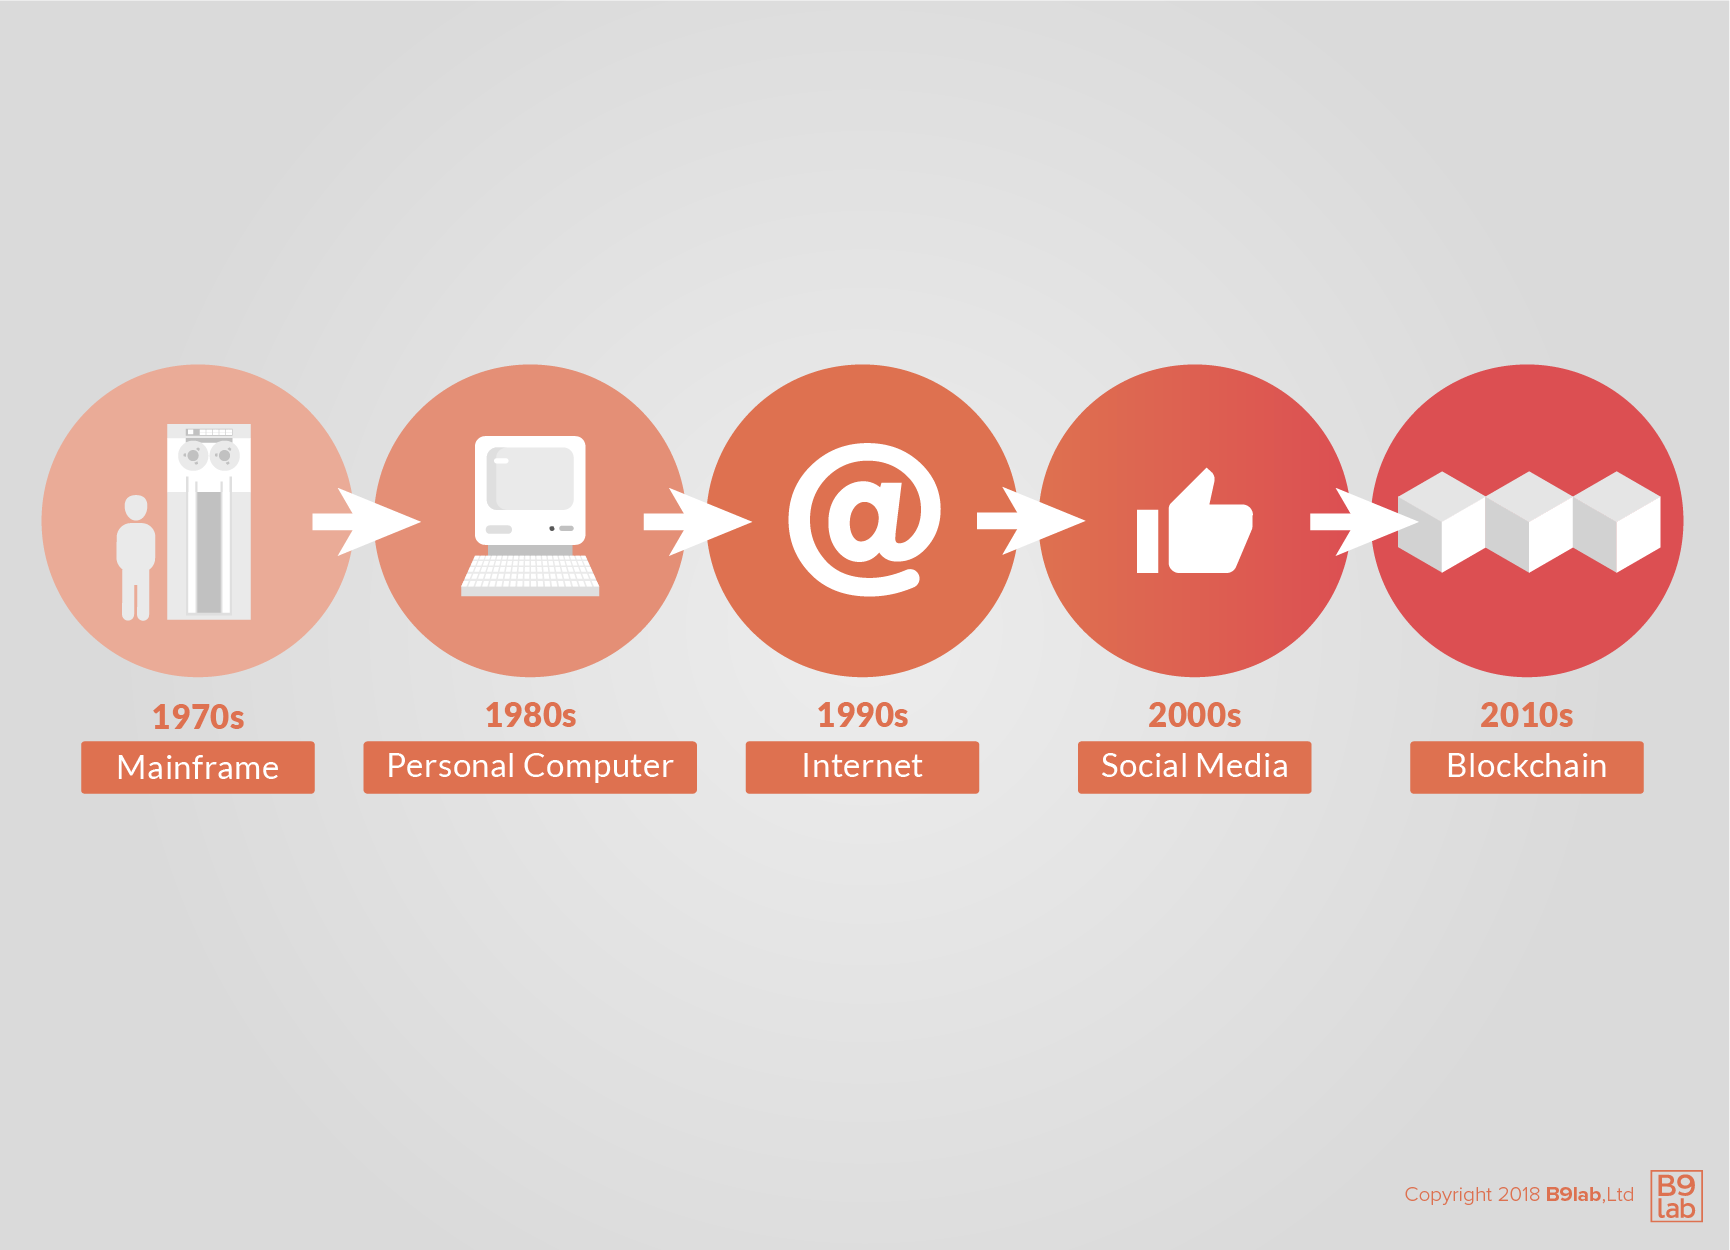 1970s
Mainframe
1980s
Personal Computer
1990s
Internet
2000s
Social Media
2010s
Blockchain
Copyright 2018 B9lab,Ltd
B9
lab